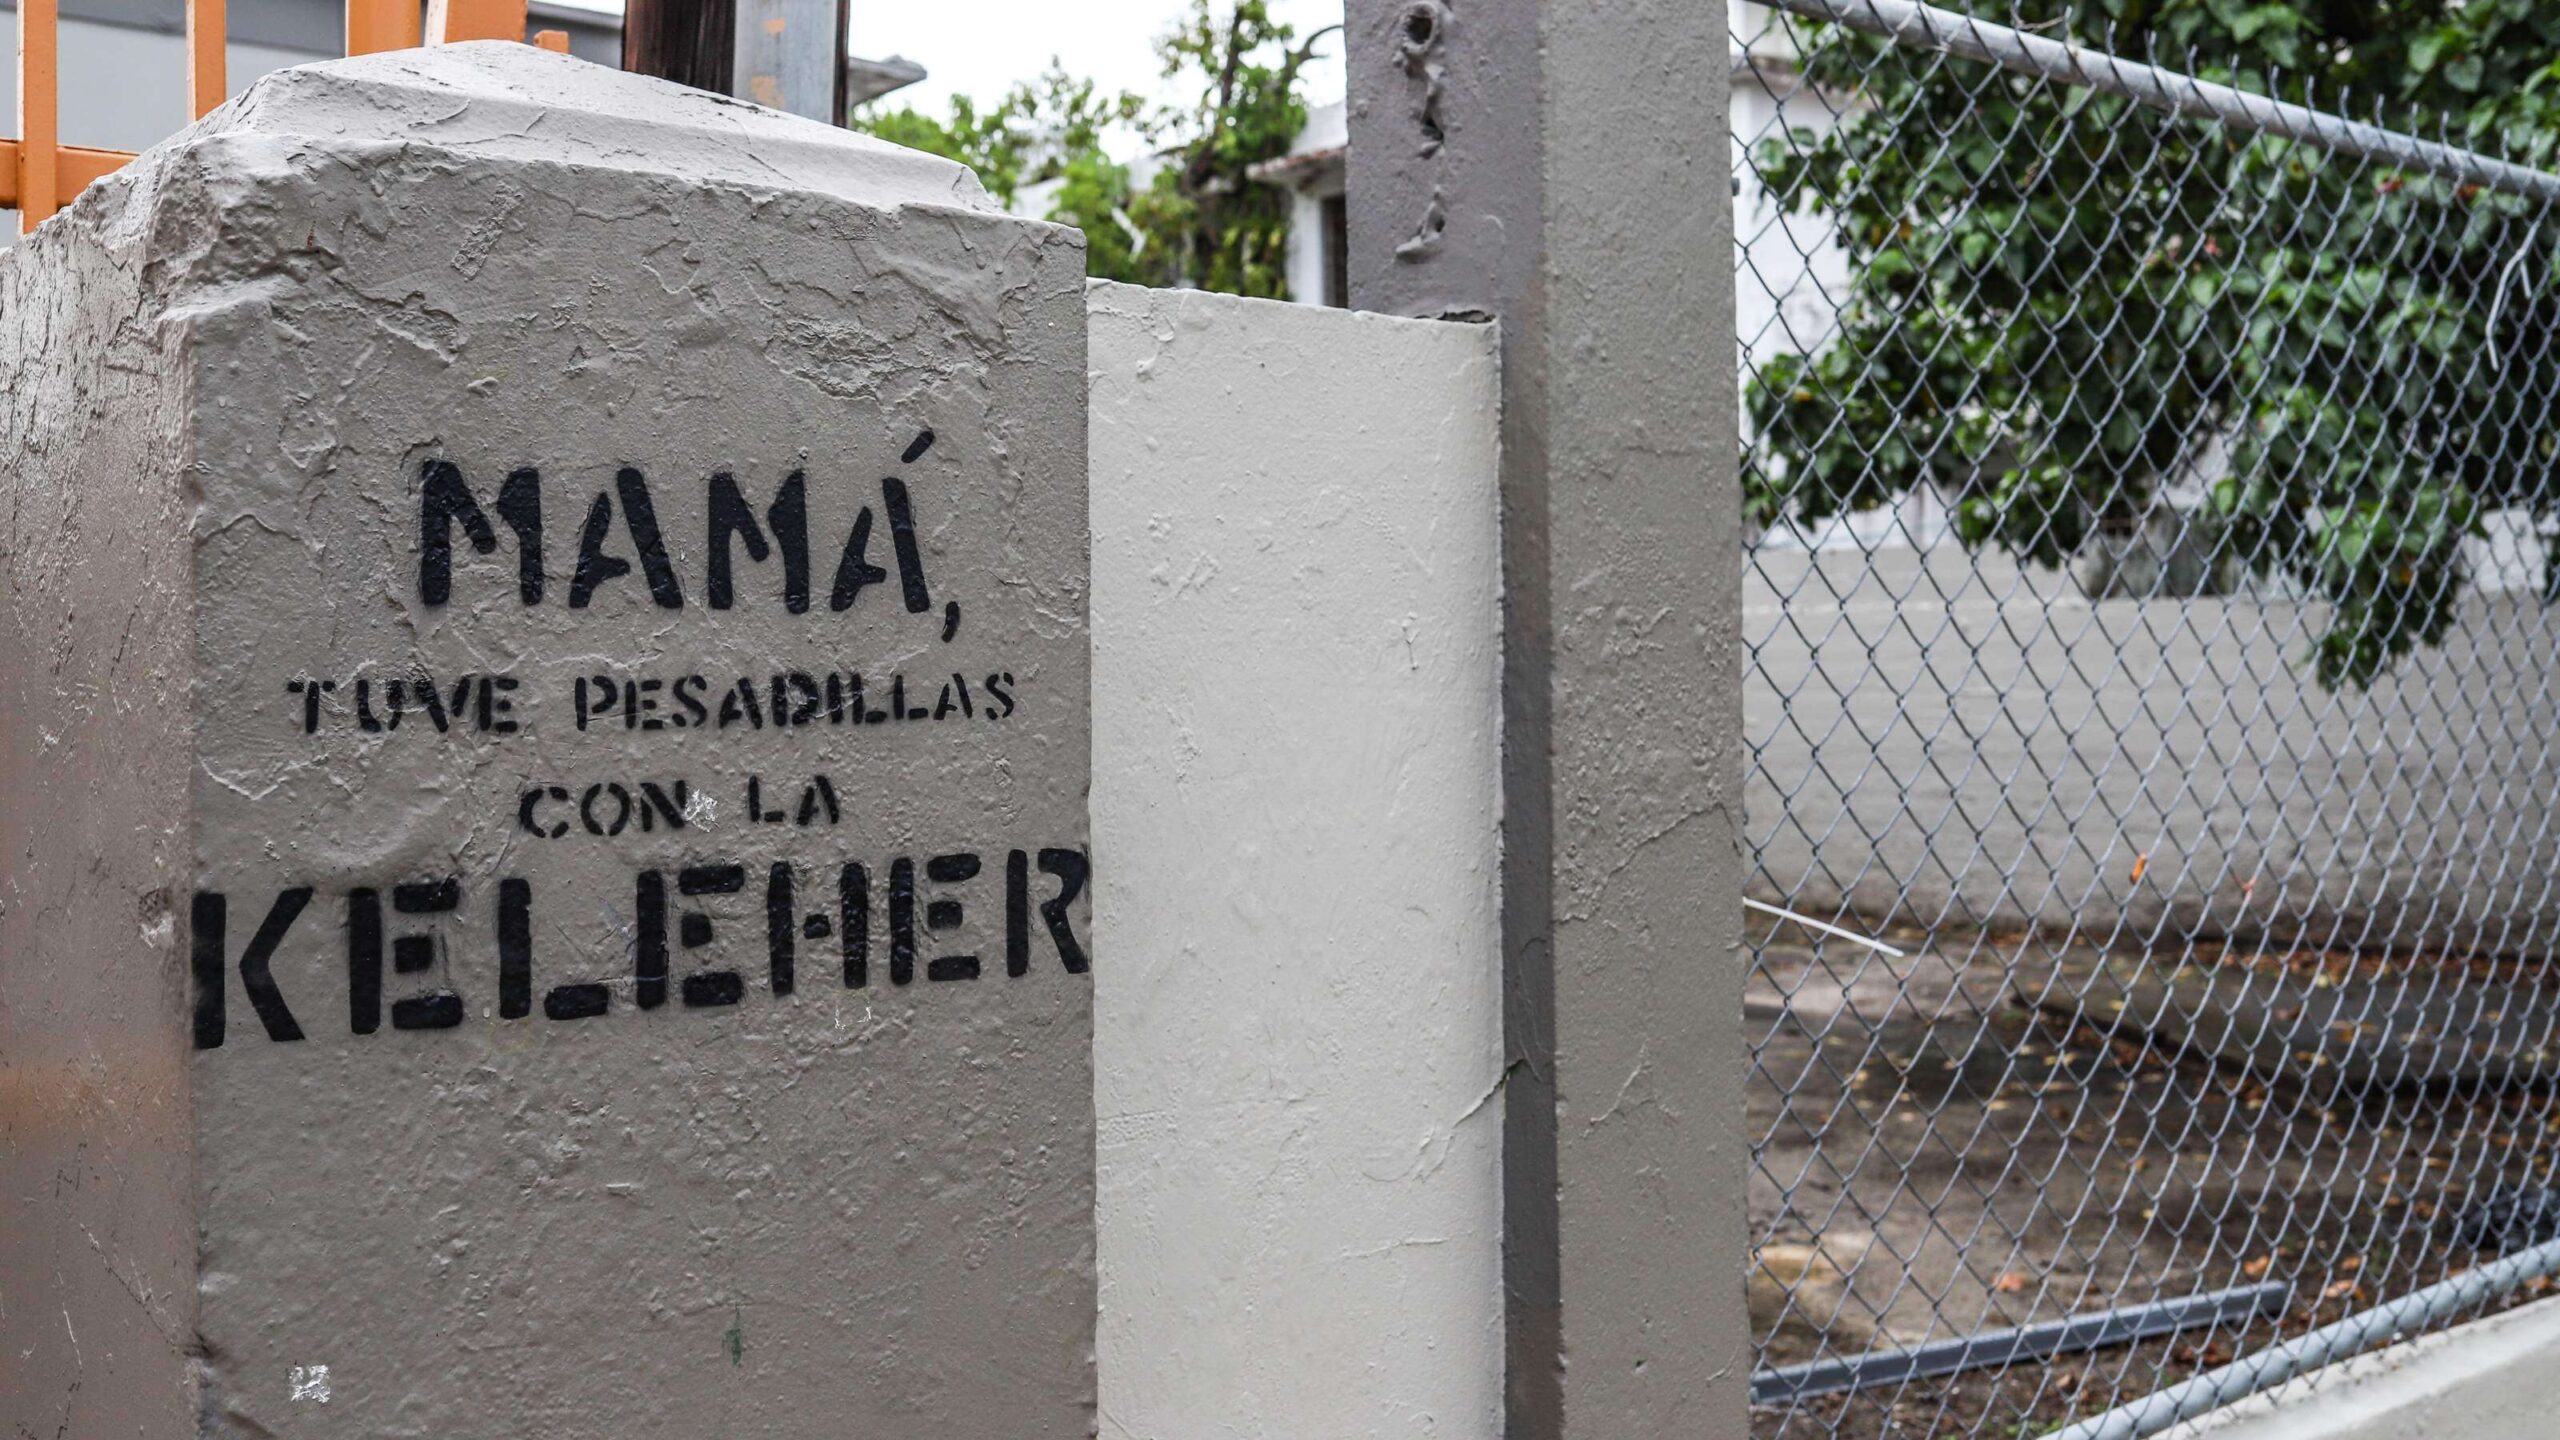 MAMÁ,
TUVE PESADILLAS
CON LA
KELEHER